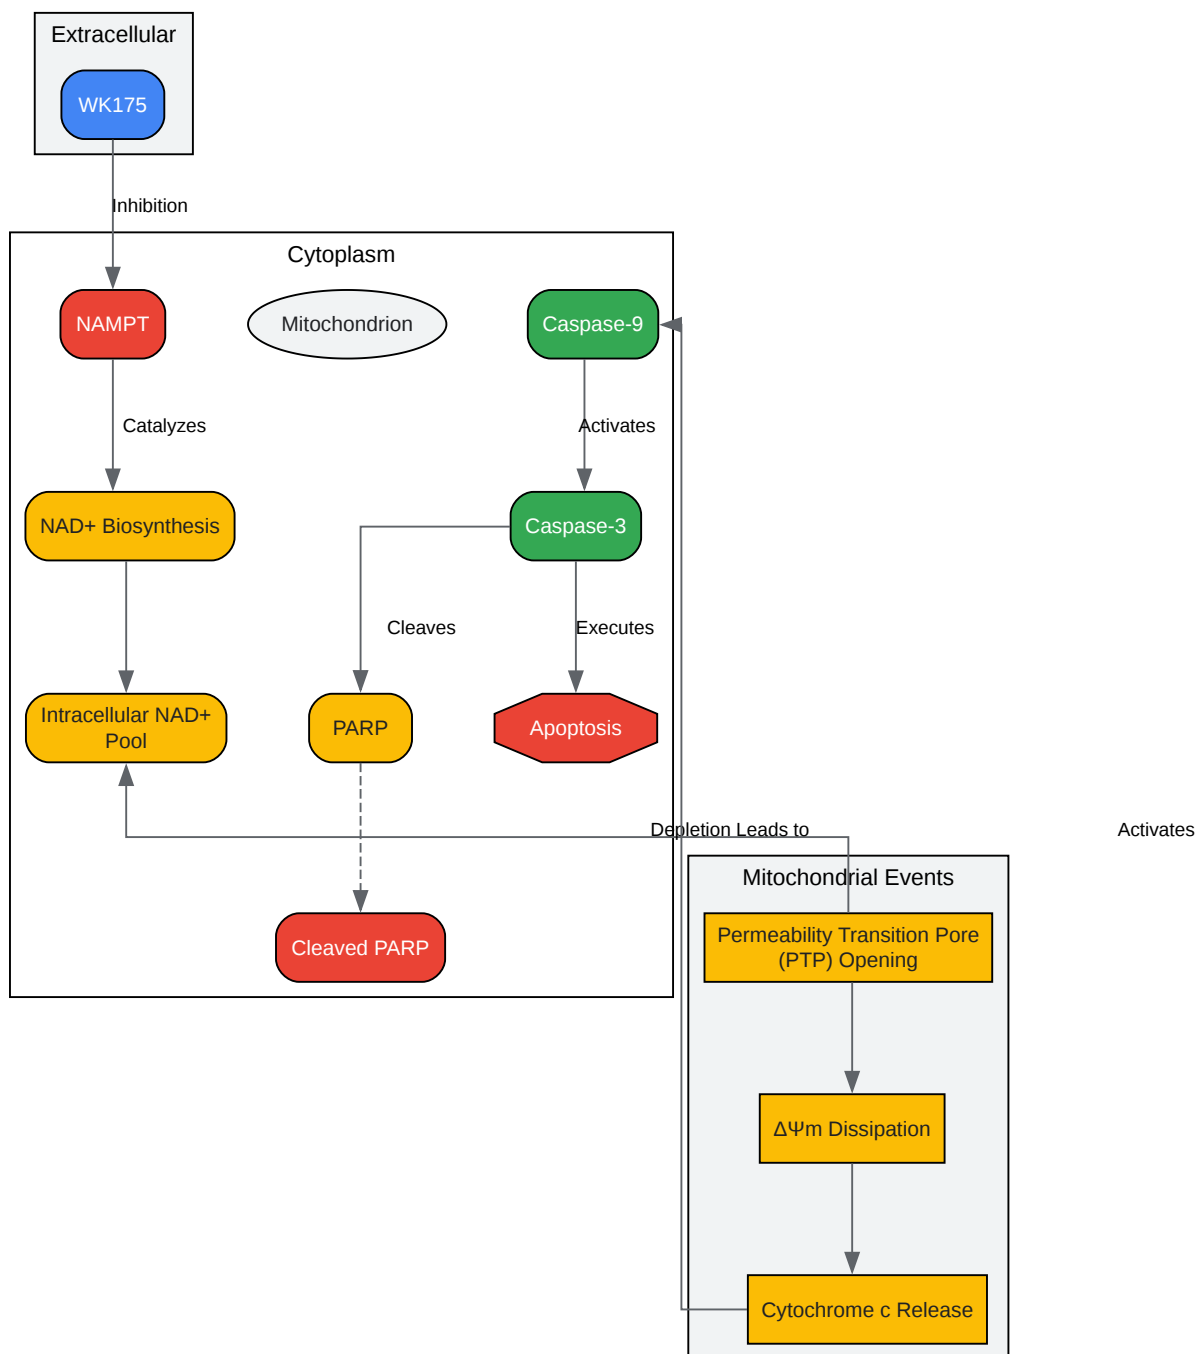 Extracellular
WK175
Inhibition
Cytoplasm
NAMPT
Mitochondrion
Caspase-9
Catalyzes
Activates
NAD+ Biosynthesis
Caspase-3
Cleaves
Executes
Intracellular NAD+
Pool
PARP
Apoptosis
Depletion Leads to
Activates
Mitochondrial Events
Permeability Transition Pore
(PTP) Opening
Cleaved PARP
ΔΨm Dissipation
Cytochrome c Release